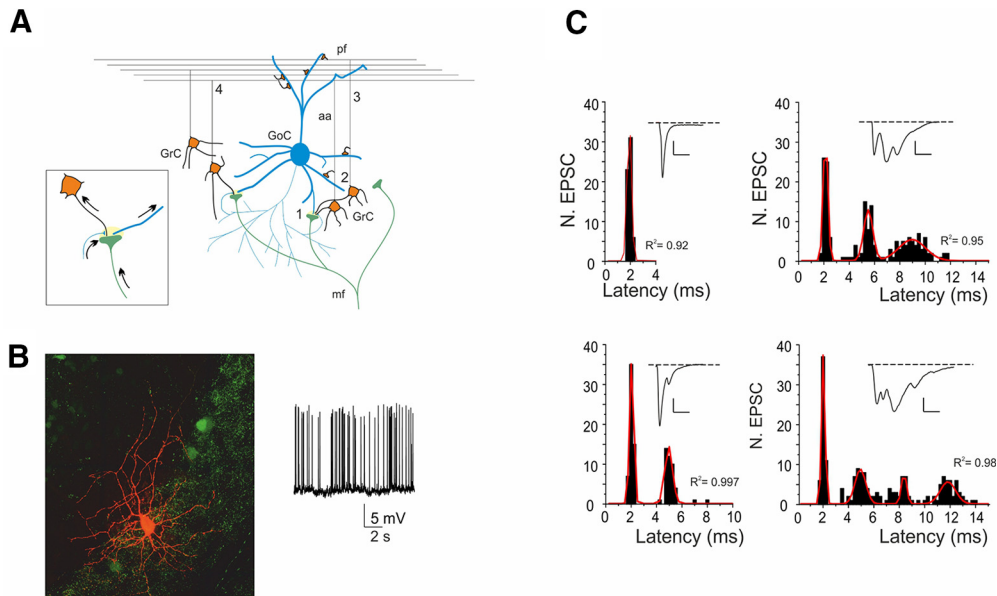 A
pf
4
3
aa
GoC
GrC
2
1
GrC
mf
B
5 mV
2 s
C
40
30
20
10
0
N. EPSC
R²= 0.92
0 2 4
Latency (ms)
40
30
20
10
0
N. EPSC
R²= 0.95
0 2 4 6 8 10 12 14
Latency (ms)
40
30
20
10
0
N. EPSC
R²= 0.997
0 2 4 6 8 10
Latency (ms)
40
30
20
10
0
N. EPSC
R²= 0.98
0 2 4 6 8 10 12 14
Latency (ms)